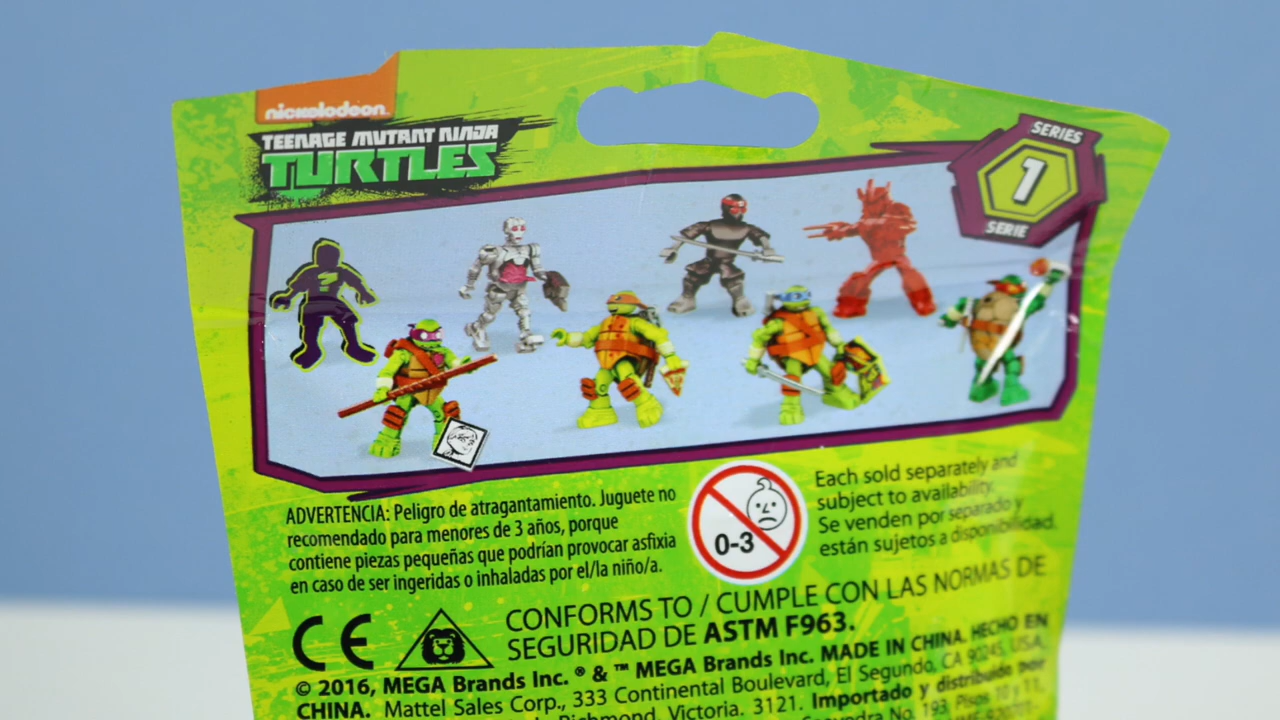 nickelodeon
TEENAGE MUTANT NINJA
TURTLES
SERIES
1
SERIE
?
ADVERTENCIA: Peligro de atragantamiento. Juguete no
recomendado para menores de 3 años, porque
contiene piezas pequeñas que podrían provocar asfixia
en caso de ser ingeridas o inhaladas por el/la niño/a.
0-3
Each sold separately and
subject to availability.
Se venden por separado y
están sujetos a disponibilidad.
CE
CONFORMS TO / CUMPLE CON LAS NORMAS DE
SEGURIDAD DE ASTM F963.
© 2016, MEGA Brands Inc. ® & ™ MEGA Brands Inc. MADE IN CHINA. HECHO EN
CHINA. Mattel Sales Corp., 333 Continental Boulevard, El Segundo, CA 90245, USA.
Richmond, Victoria. 3121. Importado y distribuido por
No. 193, Pisos 10 y 11,